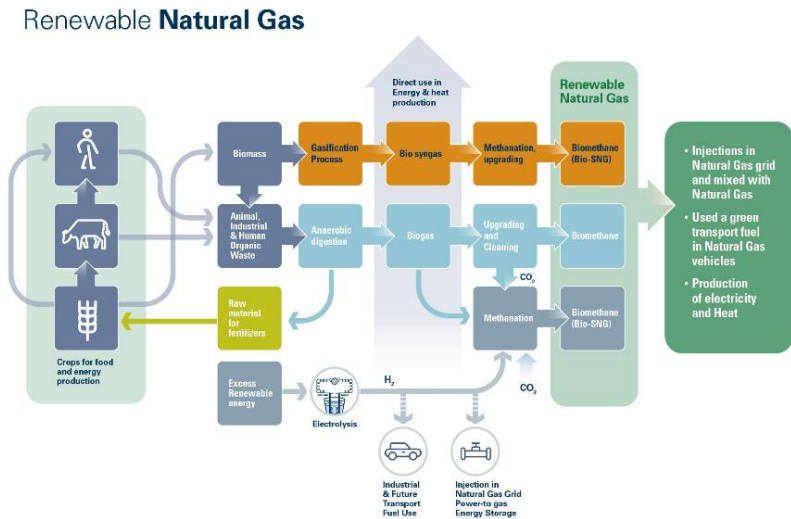 Renewable Natural Gas
Direct use in
Energy & heat
production
Renewable
Natural Gas
Biomass
Gasification
Process
Bio syngas
Methanation,
upgrading
Biomethane
(Bio-SNG)
Animal,
Industrial
& Human
Organic
Waste
Anaerobic
digestion
Biogas
Upgrading
and
Cleaning
Biomethane
CO2
Raw
material
for
fertilizers
Methanation
Biomethane
(Bio-SNG)
Crops for food
and energy
production
Excess
Renewable
energy
Electrolysis
H2
CO2
Industrial
& Future
Transport
Fuel Use
Injection in
Natural Gas Grid
Power-to gas
Energy Storage
• Injections in
Natural Gas grid
and mixed with
Natural Gas
• Used a green
transport fuel
in Natural Gas
vehicles
• Production
of electricity
and Heat